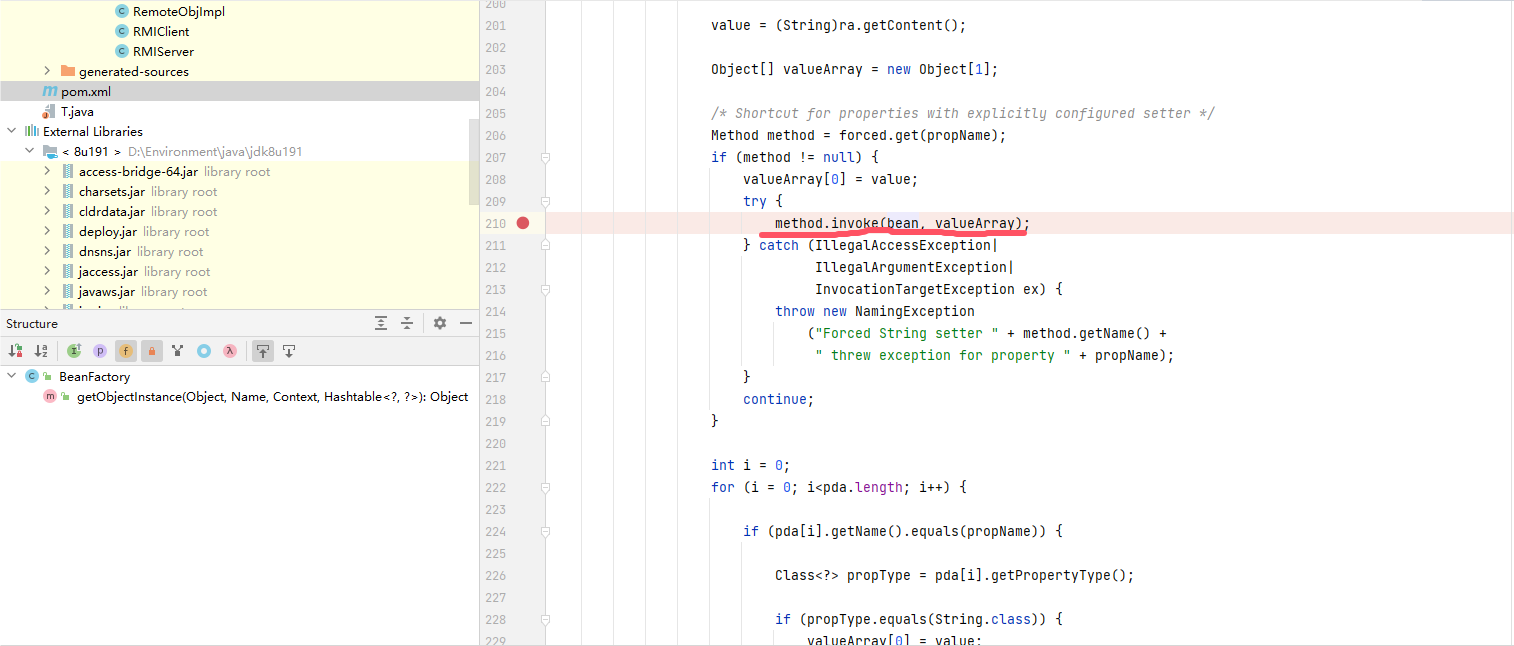 RemoteObjImpl
RMIClient
RMIServer
generated-sources
pom.xml
T.java
External Libraries
< 8u191 > D:\Environment\java\jdk8u191
access-bridge-64.jar library root
charsets.jar library root
cldrdata.jar library root
deploy.jar library root
dnsns.jar library root
jaccess.jar library root
javaws.jar library root
Structure
BeanFactory
getObjectInstance(Object, Name, Context, Hashtable<?, ?>): Object
200
201 value = (String)ra.getContent();
202
203 Object[] valueArray = new Object[1];
204
205 /* Shortcut for properties with explicitly configured setter */
206 Method method = forced.get(propName);
207 if (method != null) {
208 valueArray[0] = value;
209 try {
210 method.invoke(bean, valueArray);
211 } catch (IllegalAccessException|
212 IllegalArgumentException|
213 InvocationTargetException ex) {
214 throw new NamingException
215 ("Forced String setter " + method.getName() +
216 " threw exception for property " + propName);
217 }
218 continue;
219 }
220
221 int i = 0;
222 for (i = 0; i<pda.length; i++) {
223
224 if (pda[i].getName().equals(propName)) {
225
226 Class<?> propType = pda[i].getPropertyType();
227
228 if (propType.equals(String.class)) {
229 valueArray[0] = value;